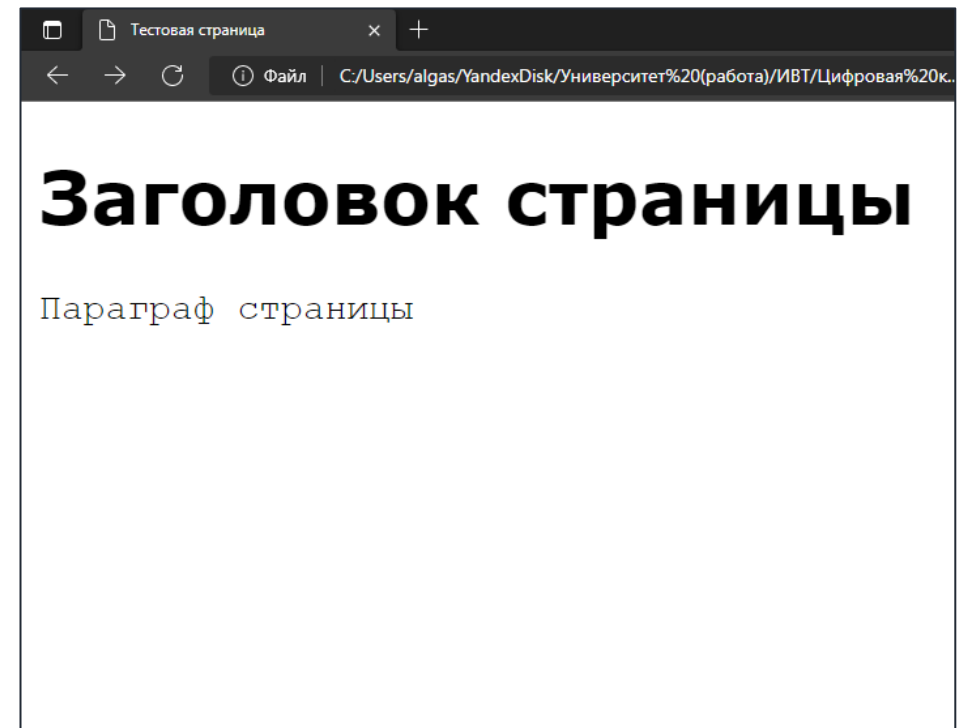 Тестовая страница
Файл | C:/Users/algas/YandexDisk/Университет%20(работа)/ИВТ/Цифровая%20к...
Заголовок страницы
Параграф страницы